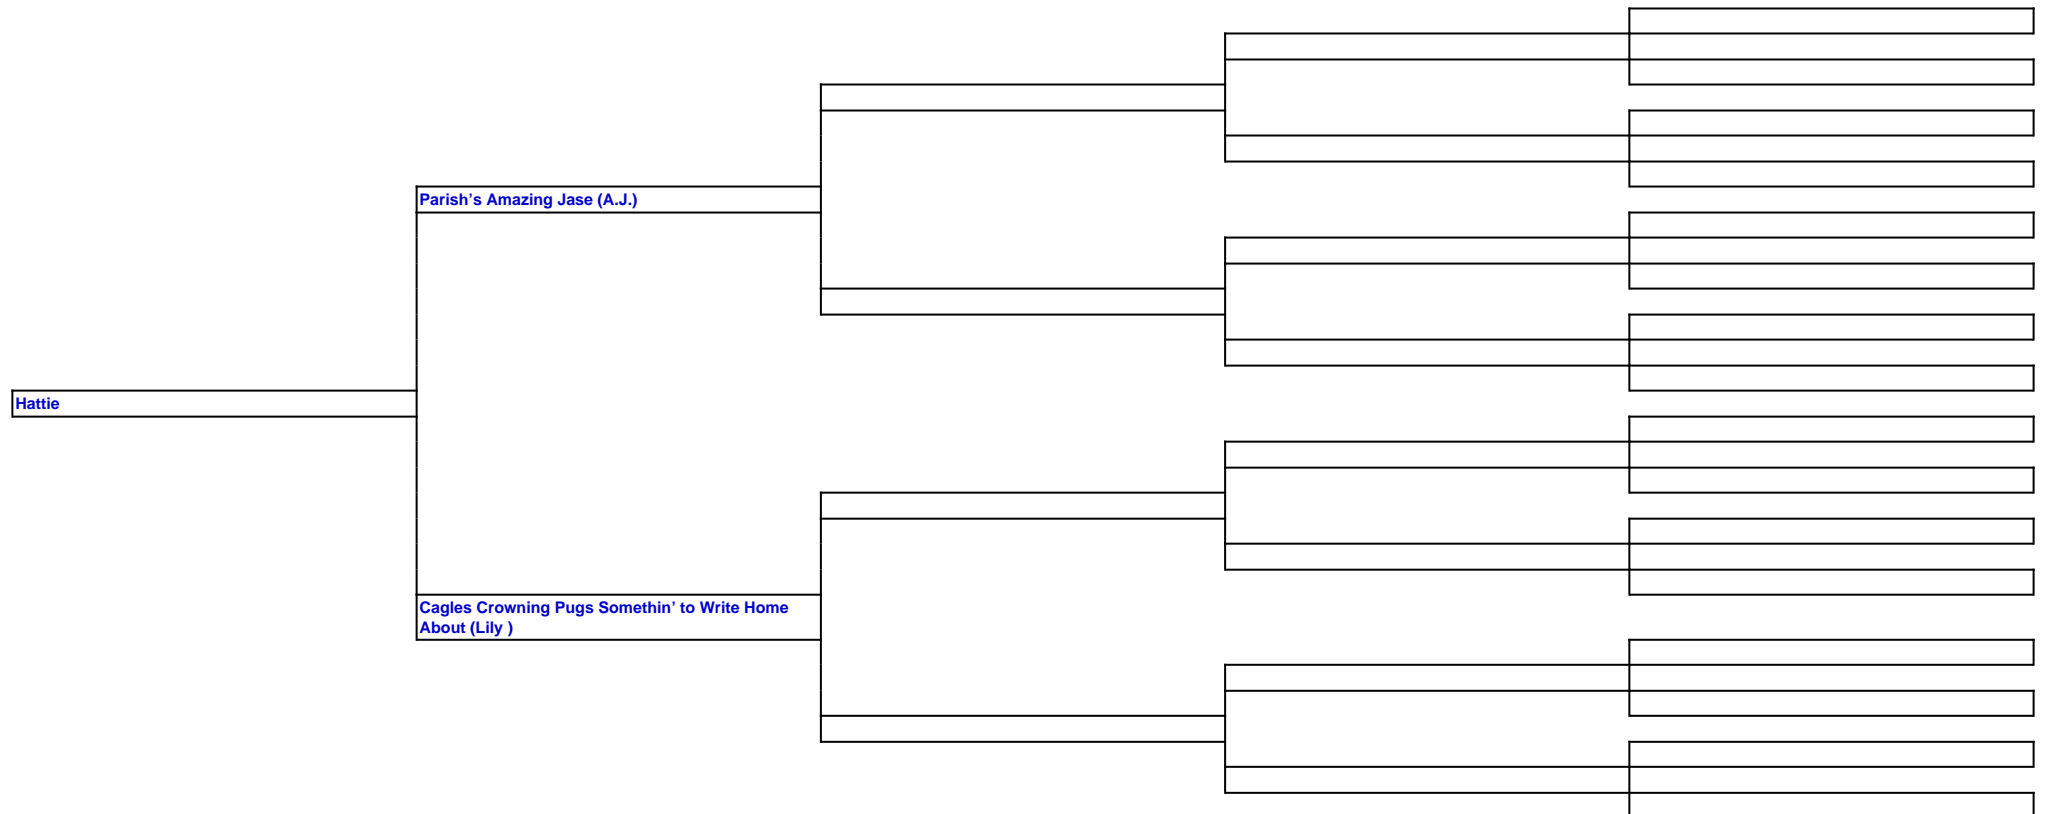 Parish’s Amazing Jase (A.J.)
Hattie
Cagles Crowning Pugs Somethin’ to Write Home
About (Lily )